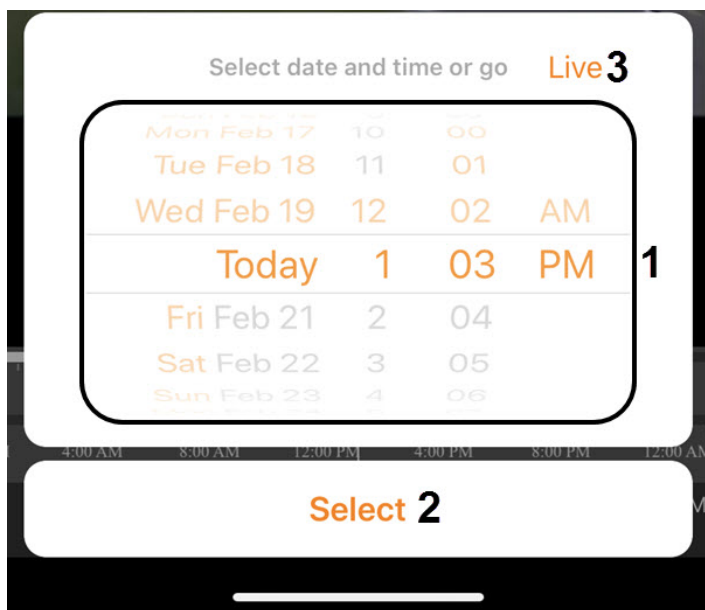 Select date and time or go Live 3
Mon Feb 17 10 00
Tue Feb 18 11 01
Wed Feb 19 12 02 AM
Today 1 03 PM 1
Fri Feb 21 2 04
Sat Feb 22 3 05
Sun Feb 23 4 06
4:00 AM 8:00 AM 12:00 PM 4:00 PM 8:00 PM 12:00 AM
Select 2